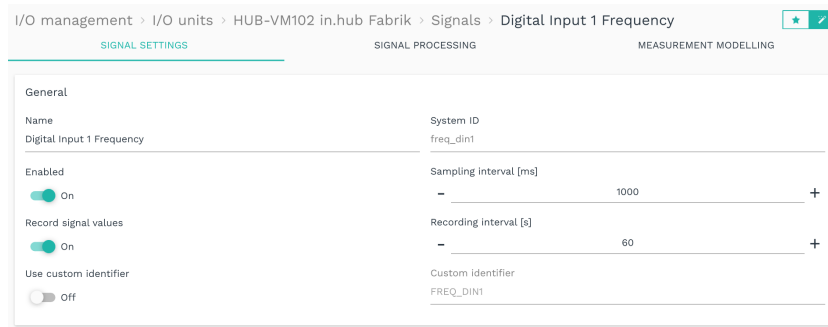 I/O management > I/O units > HUB-VM102 in.hub Fabrik > Signals > Digital Input 1 Frequency
SIGNAL SETTINGS SIGNAL PROCESSING MEASUREMENT MODELLING
General
Name System ID
Digital Input 1 Frequency freq_din1
Enabled Sampling interval [ms]
On - 1000 +
Record signal values Recording interval [s]
On - 60 +
Use custom identifier Custom identifier
Off FREQ_DIN1